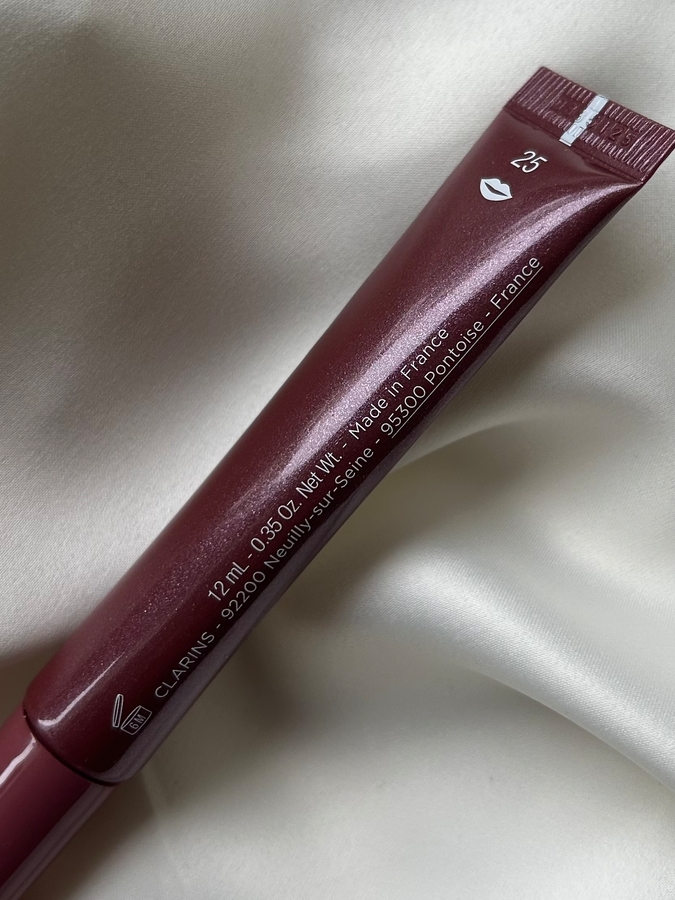 25
12 mL - 0.35 Oz. Net Wt. - Made in France
CLARINS - 92200 Neuilly-sur-Seine - 95300 Pontoise - France
6M